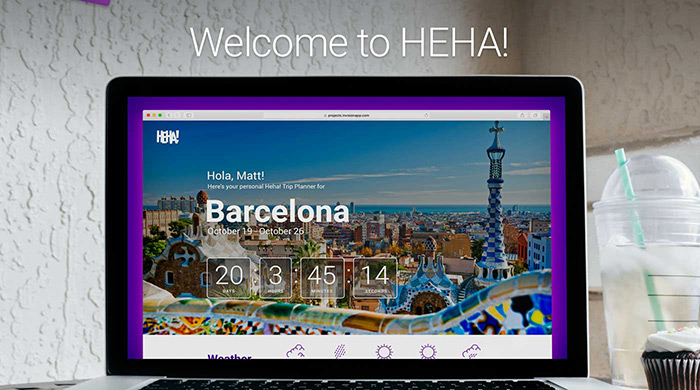 Welcome to HEHA!
projects.invisionapp.com
HEHA!
Hola, Matt!
Here's your personal Heha! Trip Planner for
Barcelona
October 19 - October 26
20 : 3 : 45 : 14
DAYS HOURS MINUTES SECONDS
Weather